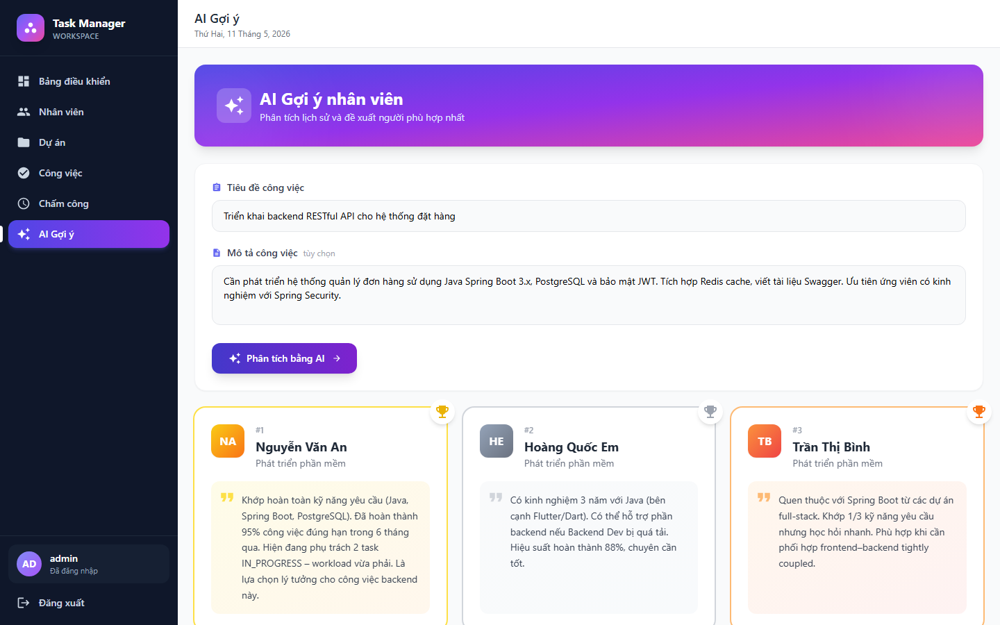 Task Manager
WORKSPACE
Bảng điều khiển
Nhân viên
Dự án
Công việc
Chấm công
AI Gợi ý
AD
admin
Đã đăng nhập
Đăng xuất
AI Gợi ý
Thứ Hai, 11 Tháng 5, 2026
AI Gợi ý nhân viên
Phân tích lịch sử và đề xuất người phù hợp nhất
Tiêu đề công việc
Triển khai backend RESTful API cho hệ thống đặt hàng
Mô tả công việc tùy chọn
Cần phát triển hệ thống quản lý đơn hàng sử dụng Java Spring Boot 3.x, PostgreSQL và bảo mật JWT. Tích hợp Redis cache, viết tài liệu Swagger. Ưu tiên ứng viên có kinh
nghiệm với Spring Security.
Phân tích bằng AI →
NA
#1
Nguyễn Văn An
Phát triển phần mềm
Khớp hoàn toàn kỹ năng yêu cầu (Java,
Spring Boot, PostgreSQL). Đã hoàn thành
95% công việc đúng hạn trong 6 tháng
qua. Hiện đang phụ trách 2 task
IN_PROGRESS – workload vừa phải. Là
lựa chọn lý tưởng cho công việc backend
này.
HE
#2
Hoàng Quốc Em
Phát triển phần mềm
Có kinh nghiệm 3 năm với Java (bên
cạnh Flutter/Dart). Có thể hỗ trợ phần
backend nếu Backend Dev bị quá tải.
Hiệu suất hoàn thành 88%, chuyên cần
tốt.
TB
#3
Trần Thị Bình
Phát triển phần mềm
Quen thuộc với Spring Boot từ các dự án
full-stack. Khớp 1/3 kỹ năng yêu cầu
nhưng học hỏi nhanh. Phù hợp khi cần
phối hợp frontend–backend tightly
coupled.